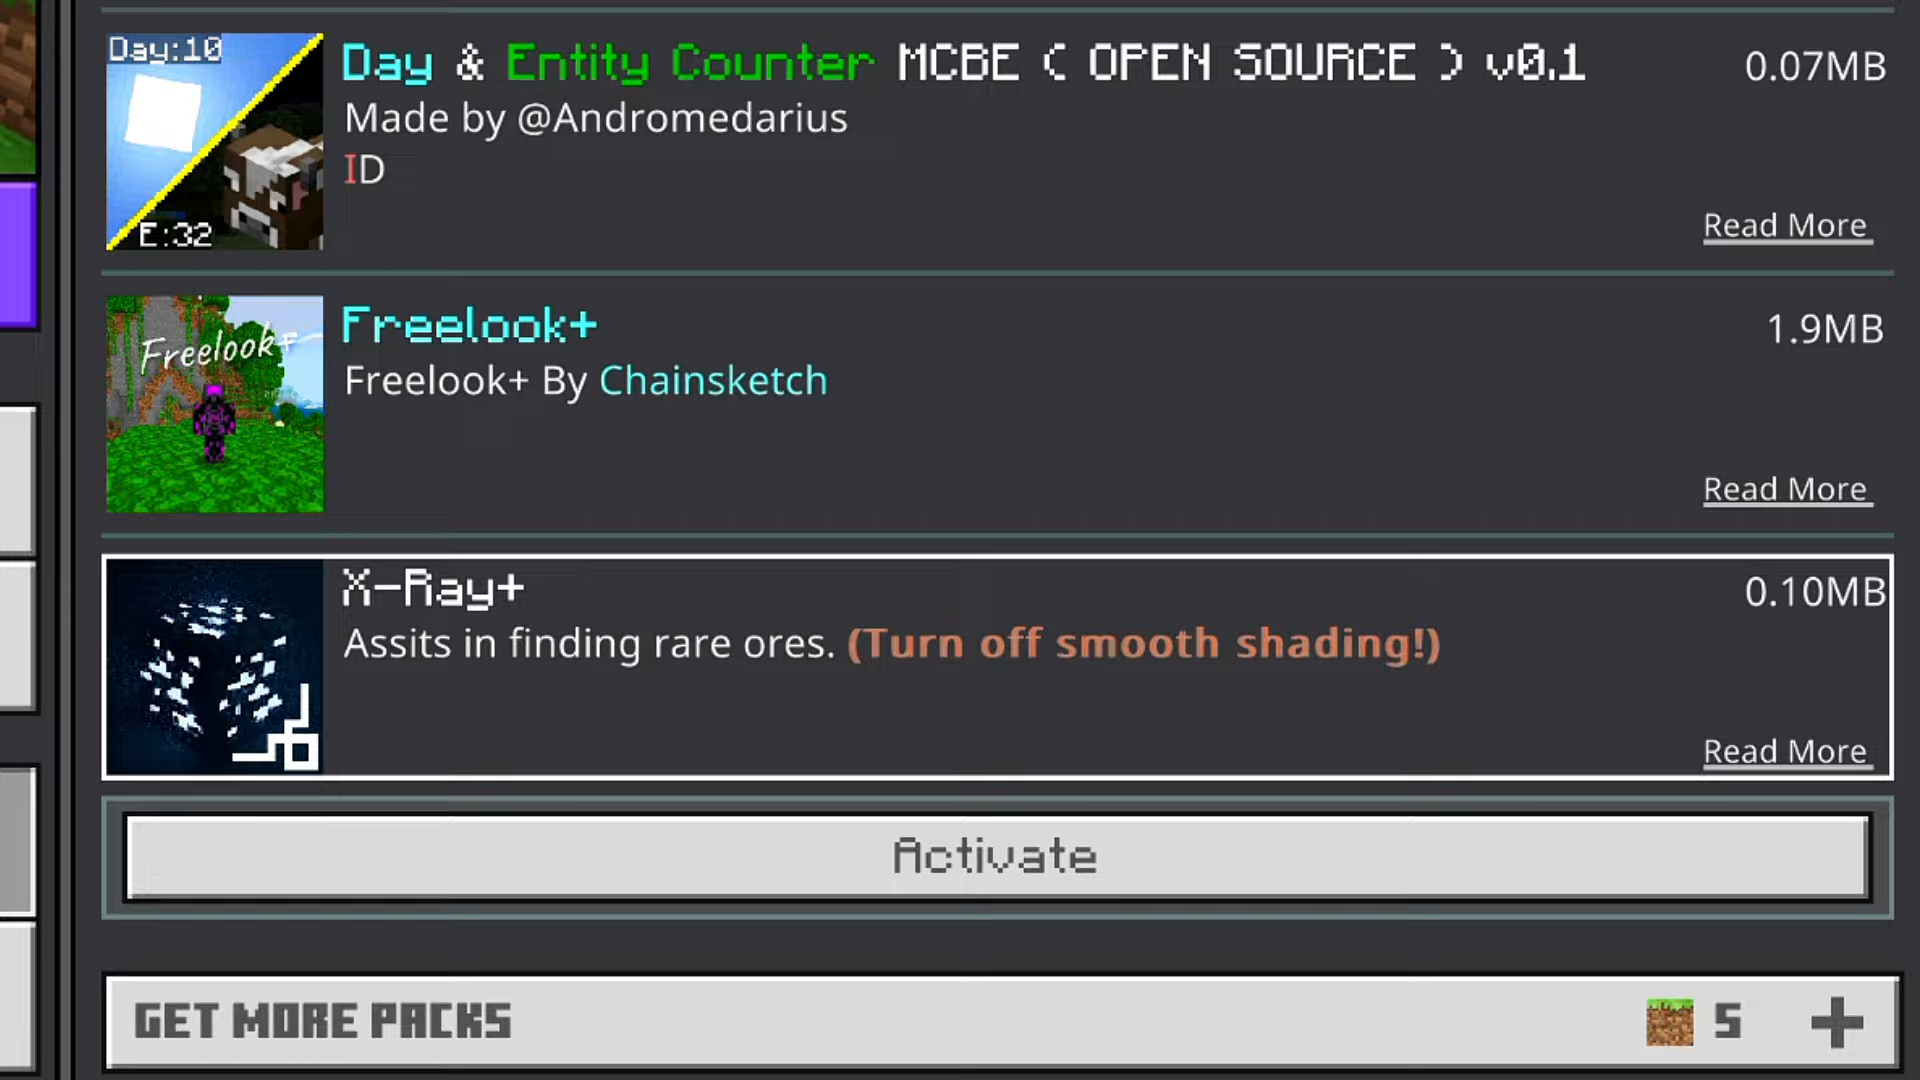 Day:10
E:32
Day & Entity Counter MCBE ( OPEN SOURCE ) v0.1
0.07MB
Made by @Andromedarius
ID
Read More
Freelook+
Freelook+
1.9MB
Freelook+ By Chainsketch
Read More
X-Ray+
0.10MB
Assits in finding rare ores. (Turn off smooth shading!)
Read More
Activate
GET MORE PACKS
5 +